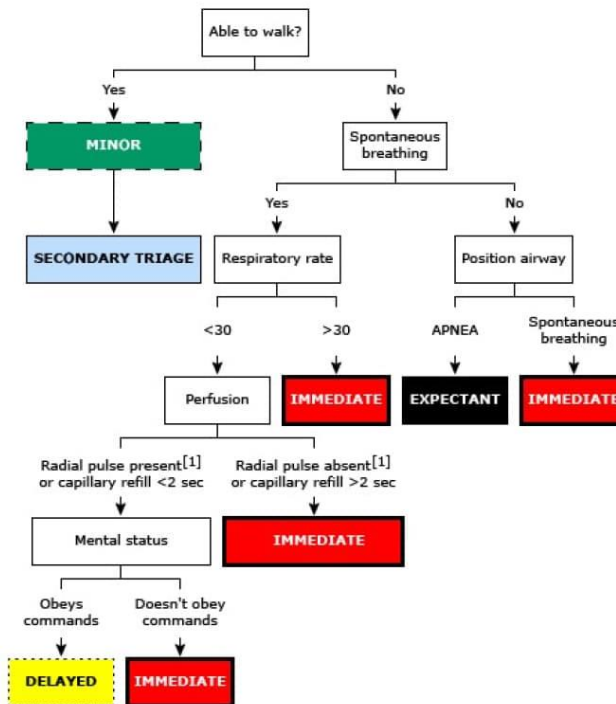 Able to walk?
Yes
No
MINOR
Spontaneous
breathing
Yes
No
SECONDARY TRIAGE
Respiratory rate
Position airway
<30
>30
APNEA
Spontaneous
breathing
Perfusion
IMMEDIATE
EXPECTANT
IMMEDIATE
Radial pulse present[1]
or capillary refill <2 sec
Radial pulse absent[1]
or capillary refill >2 sec
Mental status
IMMEDIATE
Obeys
commands
Doesn't obey
commands
DELAYED
IMMEDIATE